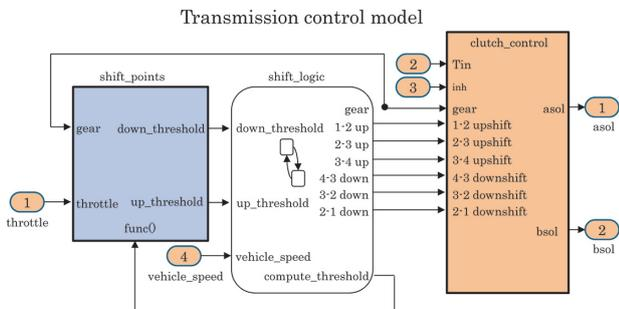 Transmission control model
clutch_control
shift_points
shift_logic
2
Tin
3
inh
gear
gear
asol
1
asol
gear
down_threshold
down_threshold
1-2 up
1-2 upshift
2-3 up
2-3 upshift
3-4 up
3-4 upshift
4-3 down
4-3 downshift
3-2 down
3-2 downshift
2-1 down
2-1 downshift
1
throttle
throttle
up_threshold
up_threshold
func()
bsol
2
bsol
4
vehicle_speed
vehicle_speed
compute_threshold